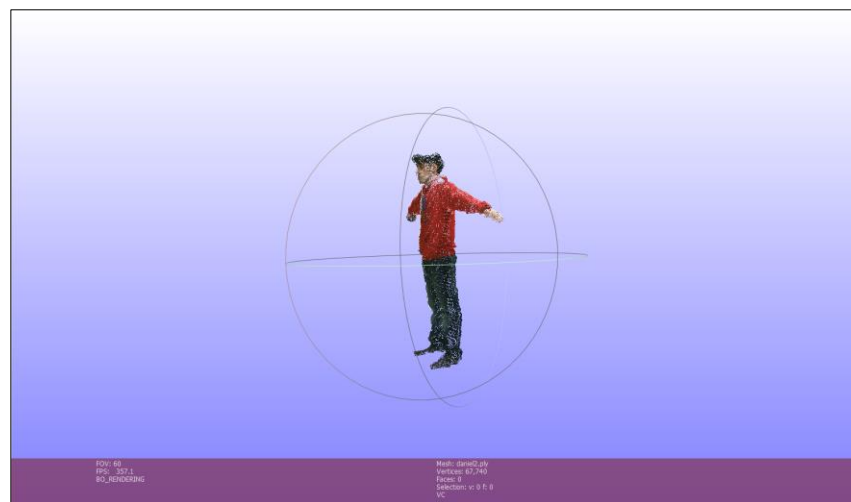 FOV: 60
FPS: 357.1
BO_RENDERING
Mesh: daniel2.ply
Vertices: 67,740
Faces: 0
Selection: v: 0 f: 0
VC